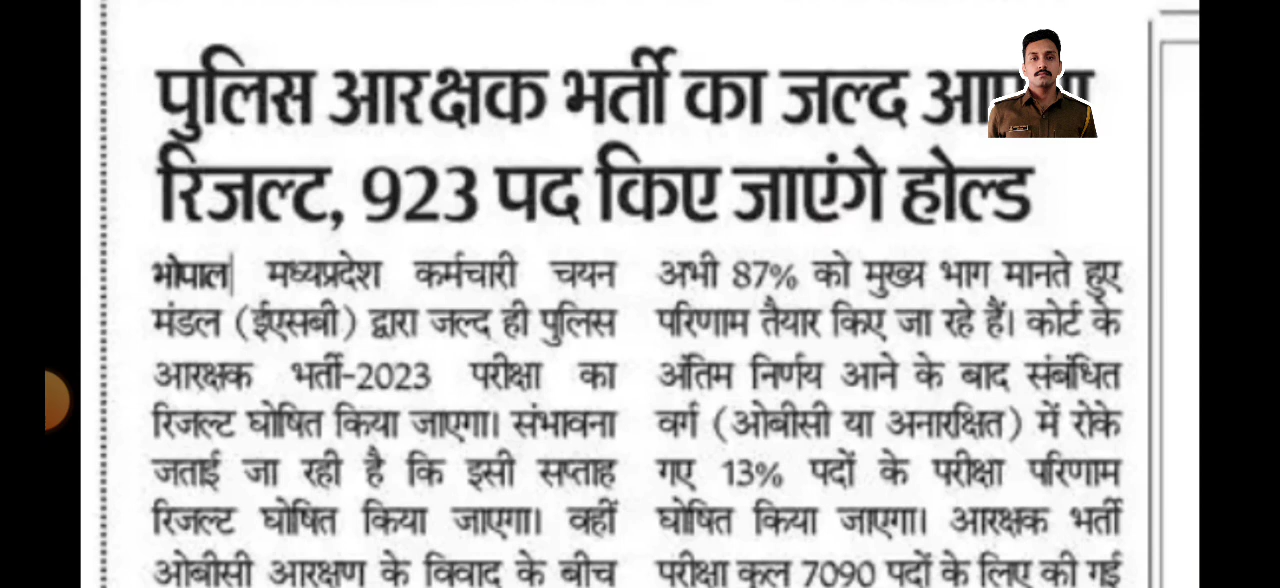 पुलिस आरक्षक भर्ती का जल्द
रिजल्ट, 923 पद किए जाएंगे होल्ड
भोपाल| मध्यप्रदेश कर्मचारी चयन
मंडल (ईएसबी) द्वारा जल्द ही पुलिस
आरक्षक भर्ती-2023 परीक्षा का
रिजल्ट घोषित किया जाएगा। संभावना
जताई जा रही है कि इसी सप्ताह
रिजल्ट घोषित किया जाएगा। वहीं
ओबीसी आरक्षण के विवाद के बीच
अभी 87% को मुख्य भाग मानते हुए
परिणाम तैयार किए जा रहे हैं। कोर्ट के
अंतिम निर्णय आने के बाद संबंधित
वर्ग (ओबीसी या अनारक्षित) में रोके
गए 13% पदों के परीक्षा परिणाम
घोषित किया जाएगा। आरक्षक भर्ती
परीक्षा कुल 7090 पदों के लिए की गई